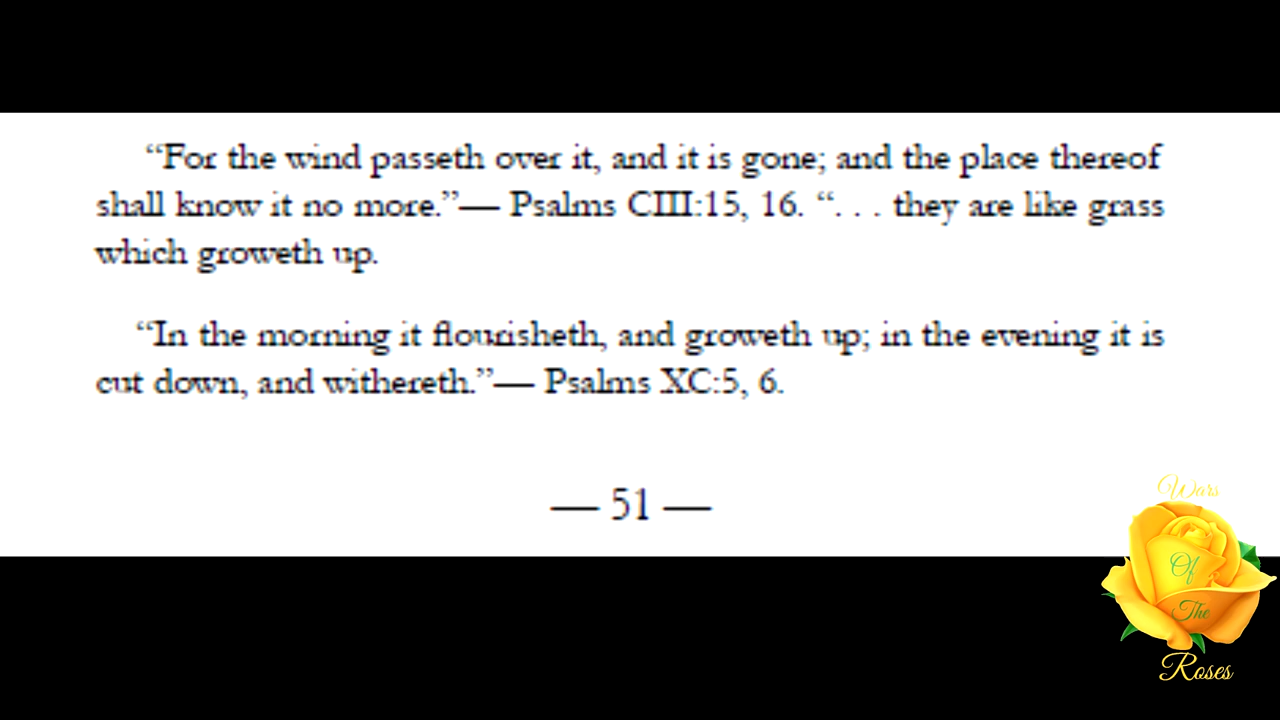 “For the wind passeth over it, and it is gone; and the place thereof
shall know it no more.”— Psalms CIII:15, 16. “. . . they are like grass
which groweth up.
“In the morning it flourisheth, and groweth up; in the evening it is
cut down, and withereth.”— Psalms XC:5, 6.
— 51 —
Wars
Of
The
Roses